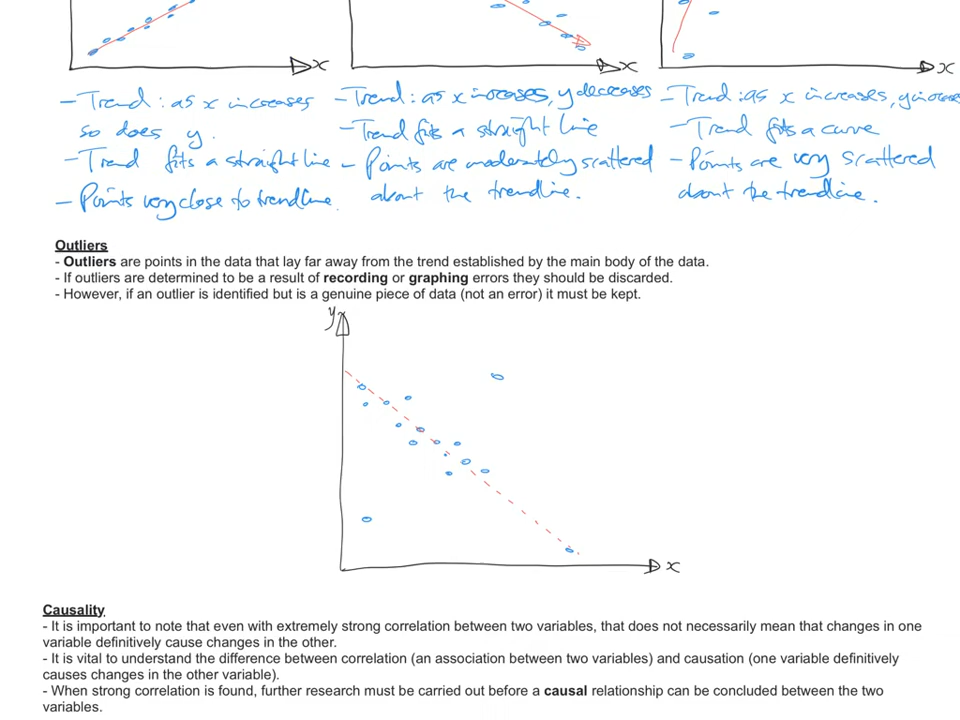 x x x
- Trend : as x increases - Trend : as x increases, y decreases - Trend : as x increases, y increase
so does y. - Trend fits a straight line - Trend fits a curve
- Trend fits a straight line - Points are moderately scattered - Points are very scattered
- Points very close to trendline. about the trendline. about the trendline.
Outliers
- Outliers are points in the data that lay far away from the trend established by the main body of the data.
- If outliers are determined to be a result of recording or graphing errors they should be discarded.
- However, if an outlier is identified but is a genuine piece of data (not an error) it must be kept.
y
x
Causality
- It is important to note that even with extremely strong correlation between two variables, that does not necessarily mean that changes in one
variable definitively cause changes in the other.
- It is vital to understand the difference between correlation (an association between two variables) and causation (one variable definitively
causes changes in the other variable).
- When strong correlation is found, further research must be carried out before a causal relationship can be concluded between the two
variables.